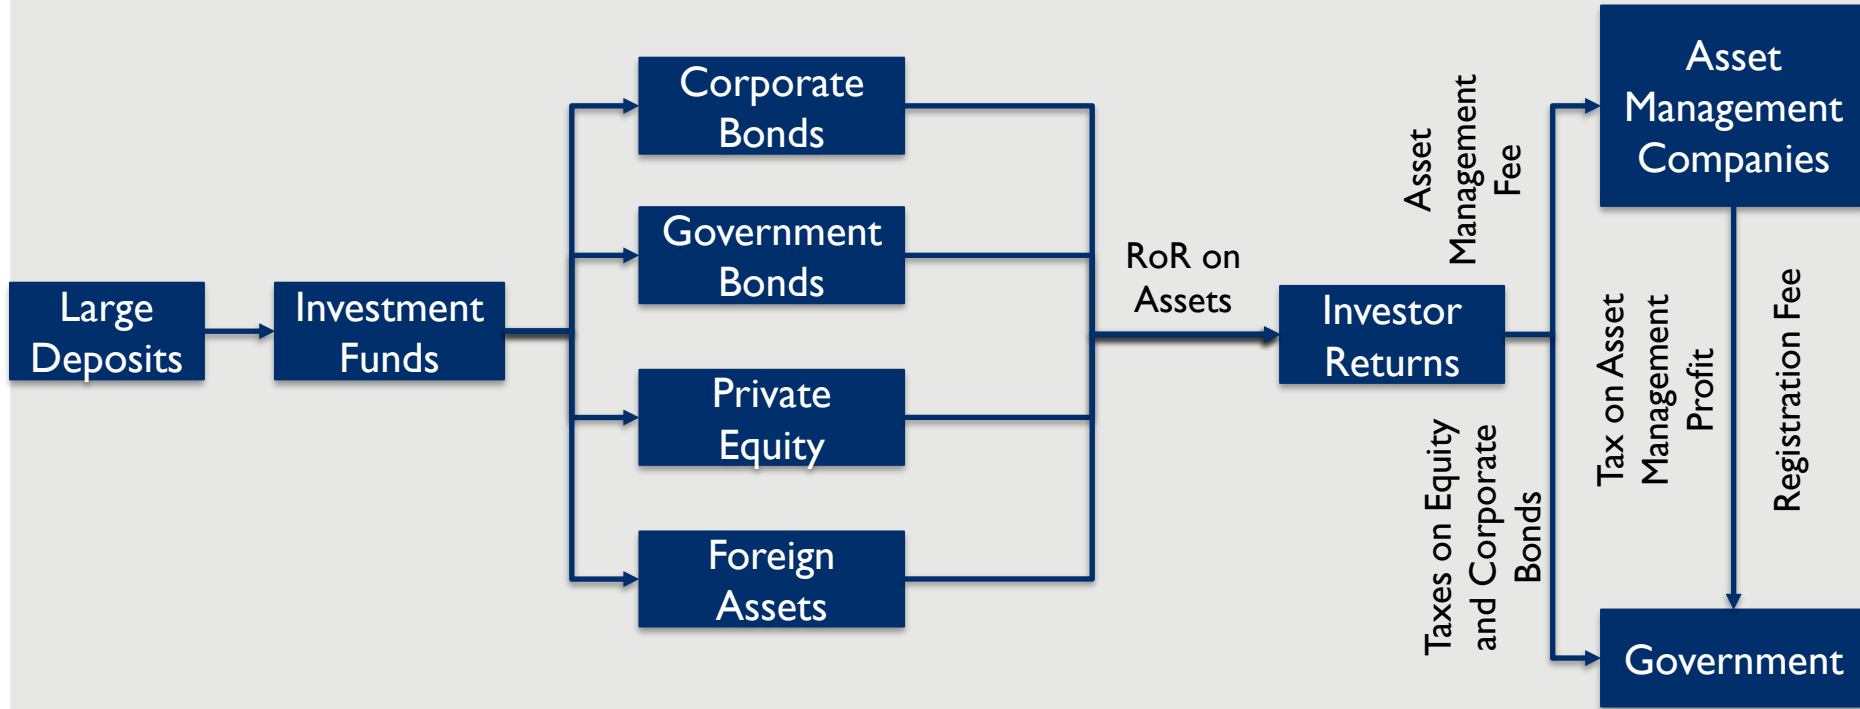 Large
Deposits
Investment
Funds
Corporate
Bonds
Government
Bonds
Private
Equity
Foreign
Assets
RoR on
Assets
Investor
Returns
Asset
Management
Fee
Taxes on Equity
and Corporate
Bonds
Asset
Management
Companies
Tax on Asset
Management
Profit
Registration Fee
Government